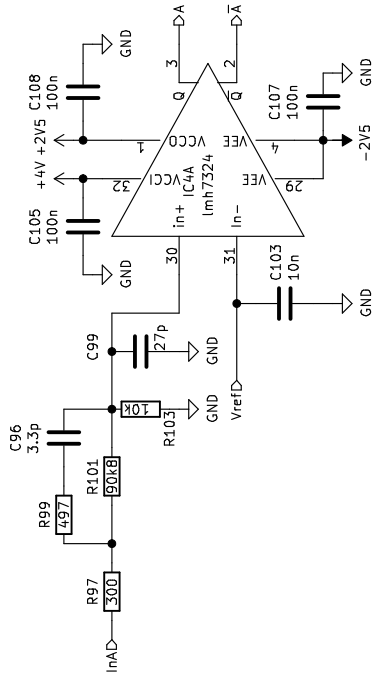 C96
3.3p
R99
497
C105
100n
+4V
+2V5
C108
100n
GND
GND
R97
300
R101
90k8
C99
27p
InA
10k
R103
GND
GND
32
VCCI
1
VCCO
30
in+
IC4A
lmh7324
Q
3
A
31
In-
VEE
29
VEE
4
Q̅
2
A̅
Vref
C103
10n
GND
C107
100n
GND
-2V5